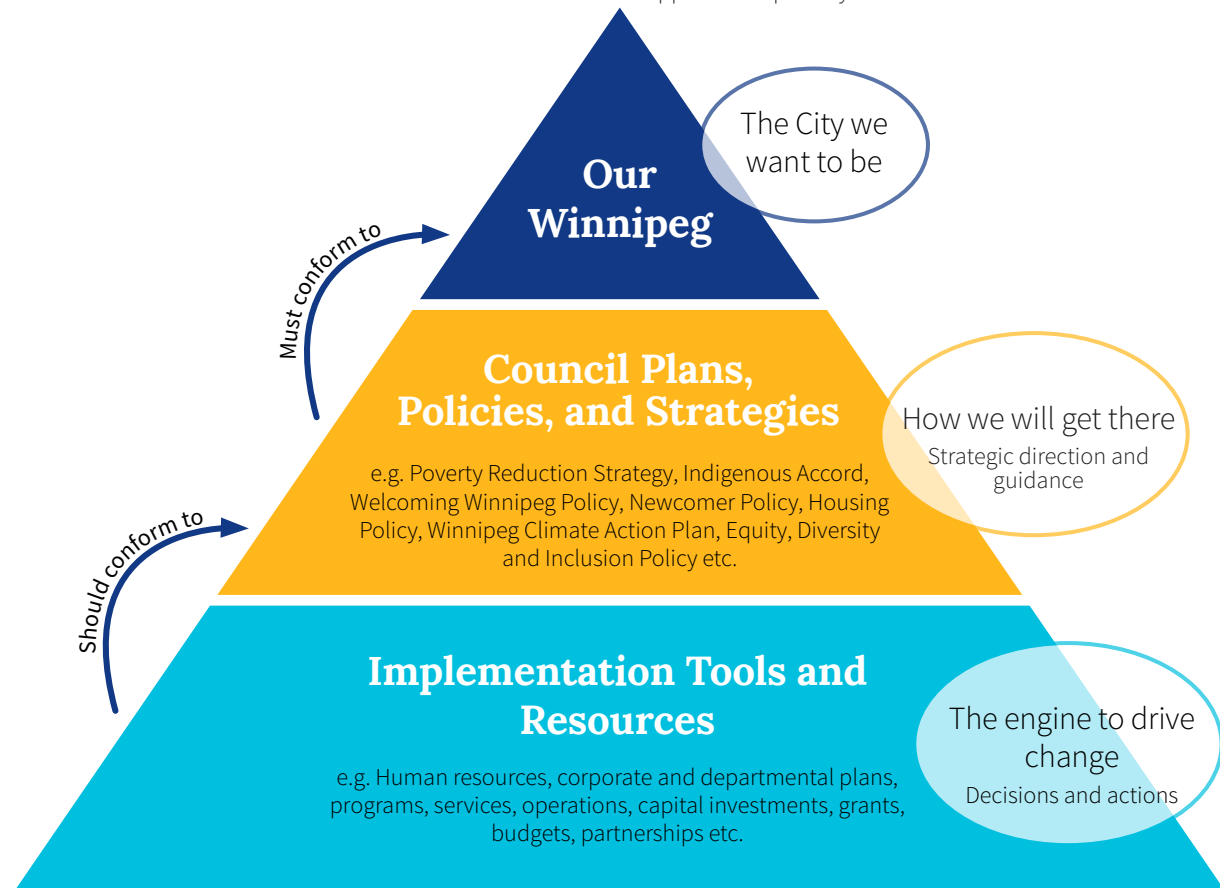 The City we
want to be
Our
Winnipeg
Must conform to
Council Plans,
Policies, and Strategies
e.g. Poverty Reduction Strategy, Indigenous Accord,
Welcoming Winnipeg Policy, Newcomer Policy, Housing
Policy, Winnipeg Climate Action Plan, Equity, Diversity
and Inclusion Policy etc.
How we will get there
Strategic direction and
guidance
Should conform to
Implementation Tools and
Resources
e.g. Human resources, corporate and departmental plans,
programs, services, operations, capital investments, grants,
budgets, partnerships etc.
The engine to drive
change
Decisions and actions